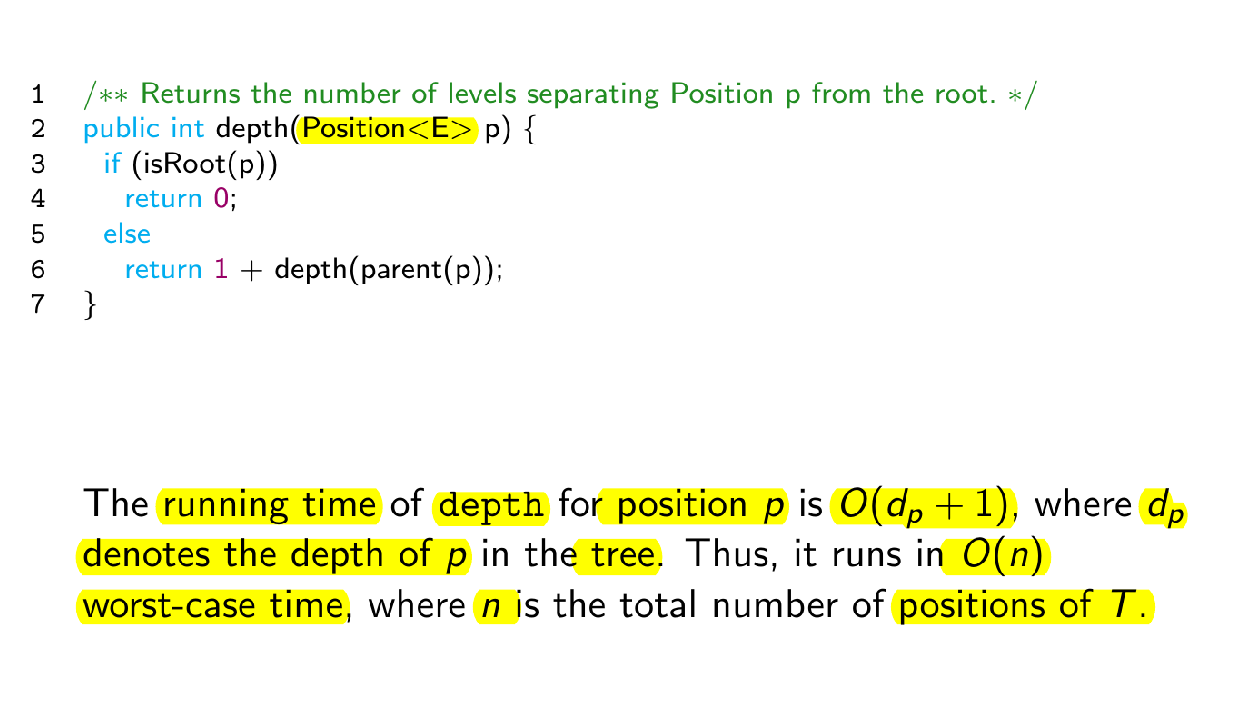 1 /** Returns the number of levels separating Position p from the root. */
2 public int depth(Position<E> p) {
3 if (isRoot(p))
4 return 0;
5 else
6 return 1 + depth(parent(p));
7 }
The running time of depth for position p is O(d_p + 1), where d_p
denotes the depth of p in the tree. Thus, it runs in O(n)
worst-case time, where n is the total number of positions of T.